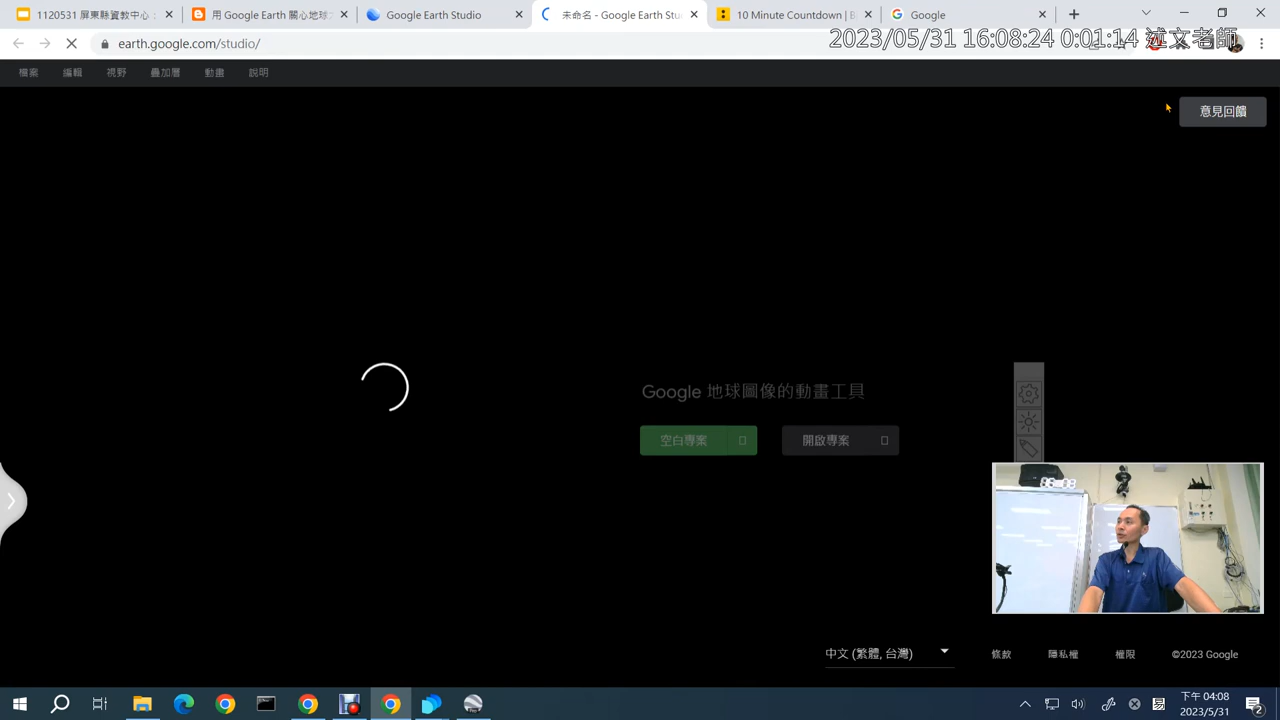 1120531 屏東縣資教中心：
用 Google Earth 關心地球
Google Earth Studio
未命名 - Google Earth Stu
10 Minute Countdown | B
Google
earth.google.com/studio/
2023/05/31 16:08:24 0:01:14 述文老師
檔案 編輯 視野 疊加層 動畫 說明
意見回饋
Google 地球圖像的動畫工具
空白專案 開啟專案
中文 (繁體, 台灣) 條款 隱私權 權限 ©2023 Google
下午 04:08
2023/5/31
2